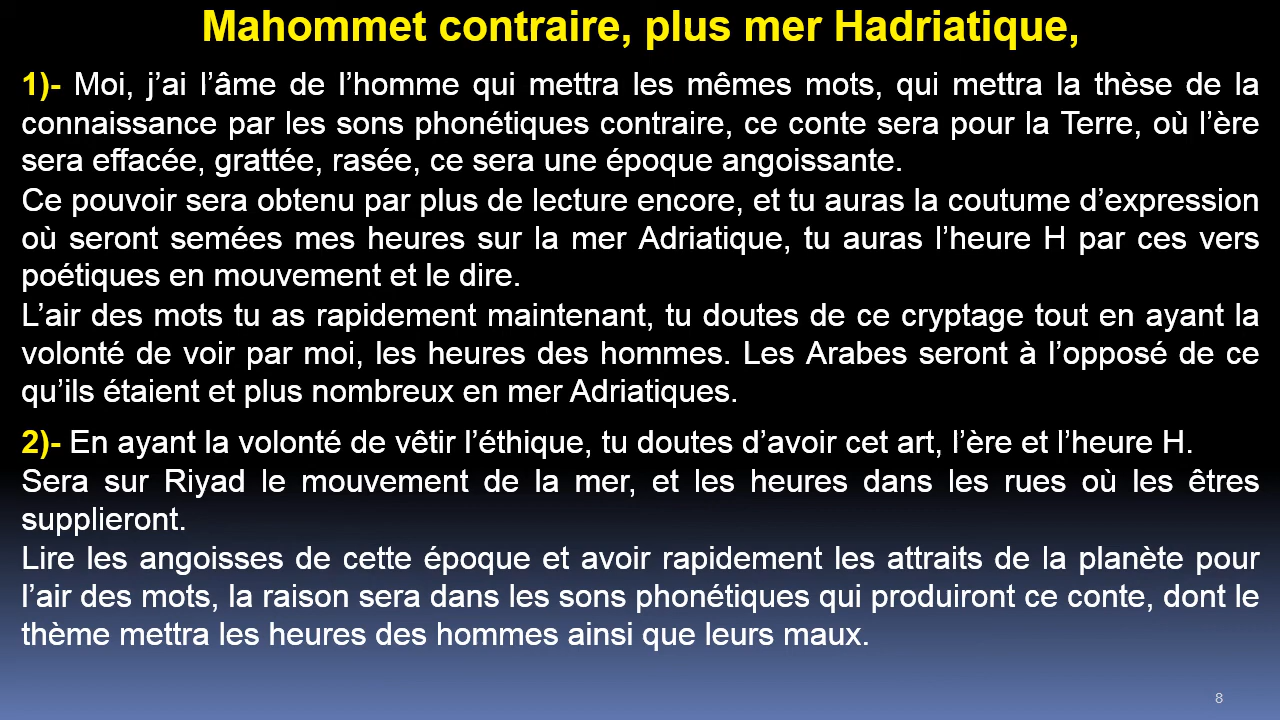 Mahommet contraire, plus mer Hadriatique,
1)- Moi, j’ai l’âme de l’homme qui mettra les mêmes mots, qui mettra la thèse de la
connaissance par les sons phonétiques contraire, ce conte sera pour la Terre, où l’ère
sera effacée, grattée, rasée, ce sera une époque angoissante.
Ce pouvoir sera obtenu par plus de lecture encore, et tu auras la coutume d’expression
où seront semées mes heures sur la mer Adriatique, tu auras l’heure H par ces vers
poétiques en mouvement et le dire.
L’air des mots tu as rapidement maintenant, tu doutes de ce cryptage tout en ayant la
volonté de voir par moi, les heures des hommes. Les Arabes seront à l’opposé de ce
qu’ils étaient et plus nombreux en mer Adriatiques.
2)- En ayant la volonté de vêtir l’éthique, tu doutes d’avoir cet art, l’ère et l’heure H.
Sera sur Riyad le mouvement de la mer, et les heures dans les rues où les êtres
supplieront.
Lire les angoisses de cette époque et avoir rapidement les attraits de la planète pour
l’air des mots, la raison sera dans les sons phonétiques qui produiront ce conte, dont le
thème mettra les heures des hommes ainsi que leurs maux.
8